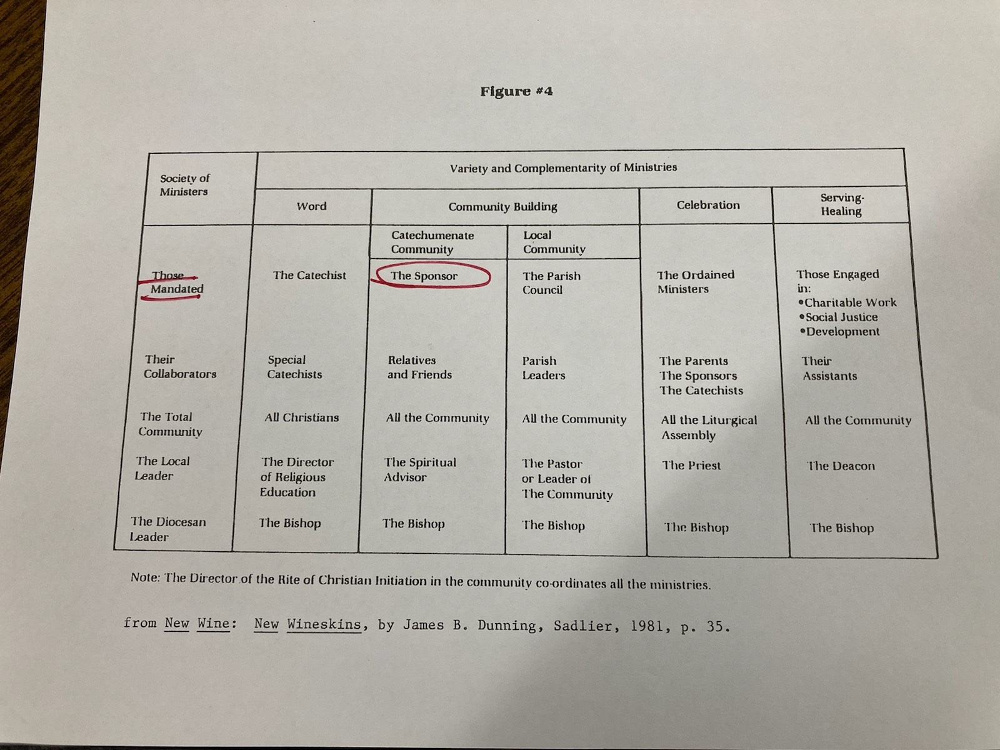 Figure #4
Society of
Ministers
Variety and Complementarity of Ministries
Word
Community Building
Celebration
Serving-
Healing
Catechumenate
Community
Local
Community
Those
Mandated
The Catechist
The Sponsor
The Parish
Council
The Ordained
Ministers
Those Engaged
in:
•Charitable Work
•Social Justice
•Development
Their
Collaborators
Special
Catechists
Relatives
and Friends
Parish
Leaders
The Parents
The Sponsors
The Catechists
Their
Assistants
The Total
Community
All Christians
All the Community
All the Community
All the Liturgical
Assembly
All the Community
The Local
Leader
The Director
of Religious
Education
The Spiritual
Advisor
The Pastor
or Leader of
The Community
The Priest
The Deacon
The Diocesan
Leader
The Bishop
The Bishop
The Bishop
The Bishop
The Bishop
Note: The Director of the Rite of Christian Initiation in the community co-ordinates all the ministries.
from New Wine: New Wineskins, by James B. Dunning, Sadlier, 1981, p. 35.